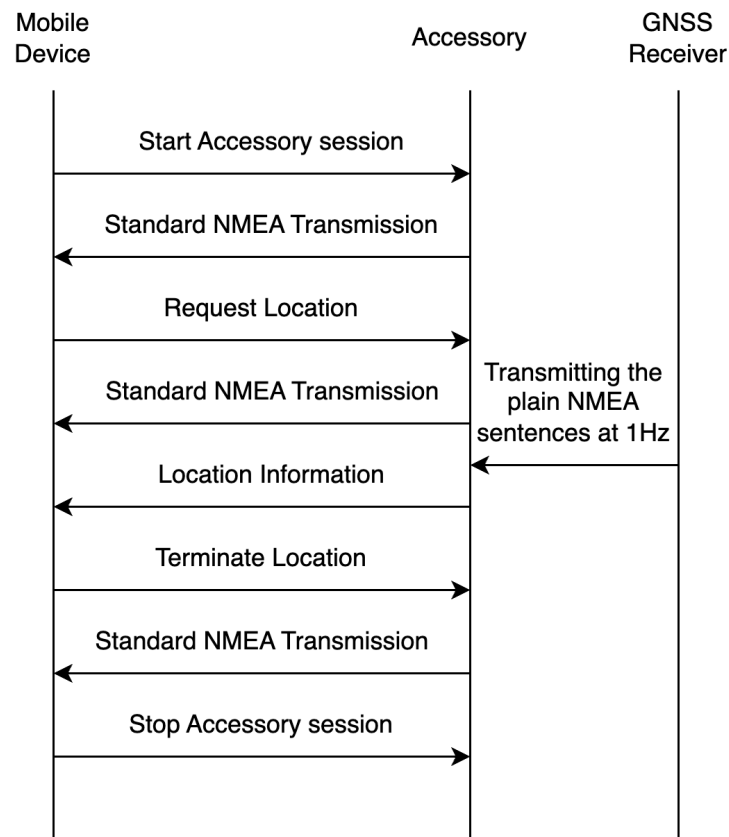 Mobile
Device
Accessory
GNSS
Receiver
Start Accessory session
Standard NMEA Transmission
Request Location
Standard NMEA Transmission
Transmitting the
plain NMEA
sentences at 1Hz
Location Information
Terminate Location
Standard NMEA Transmission
Stop Accessory session